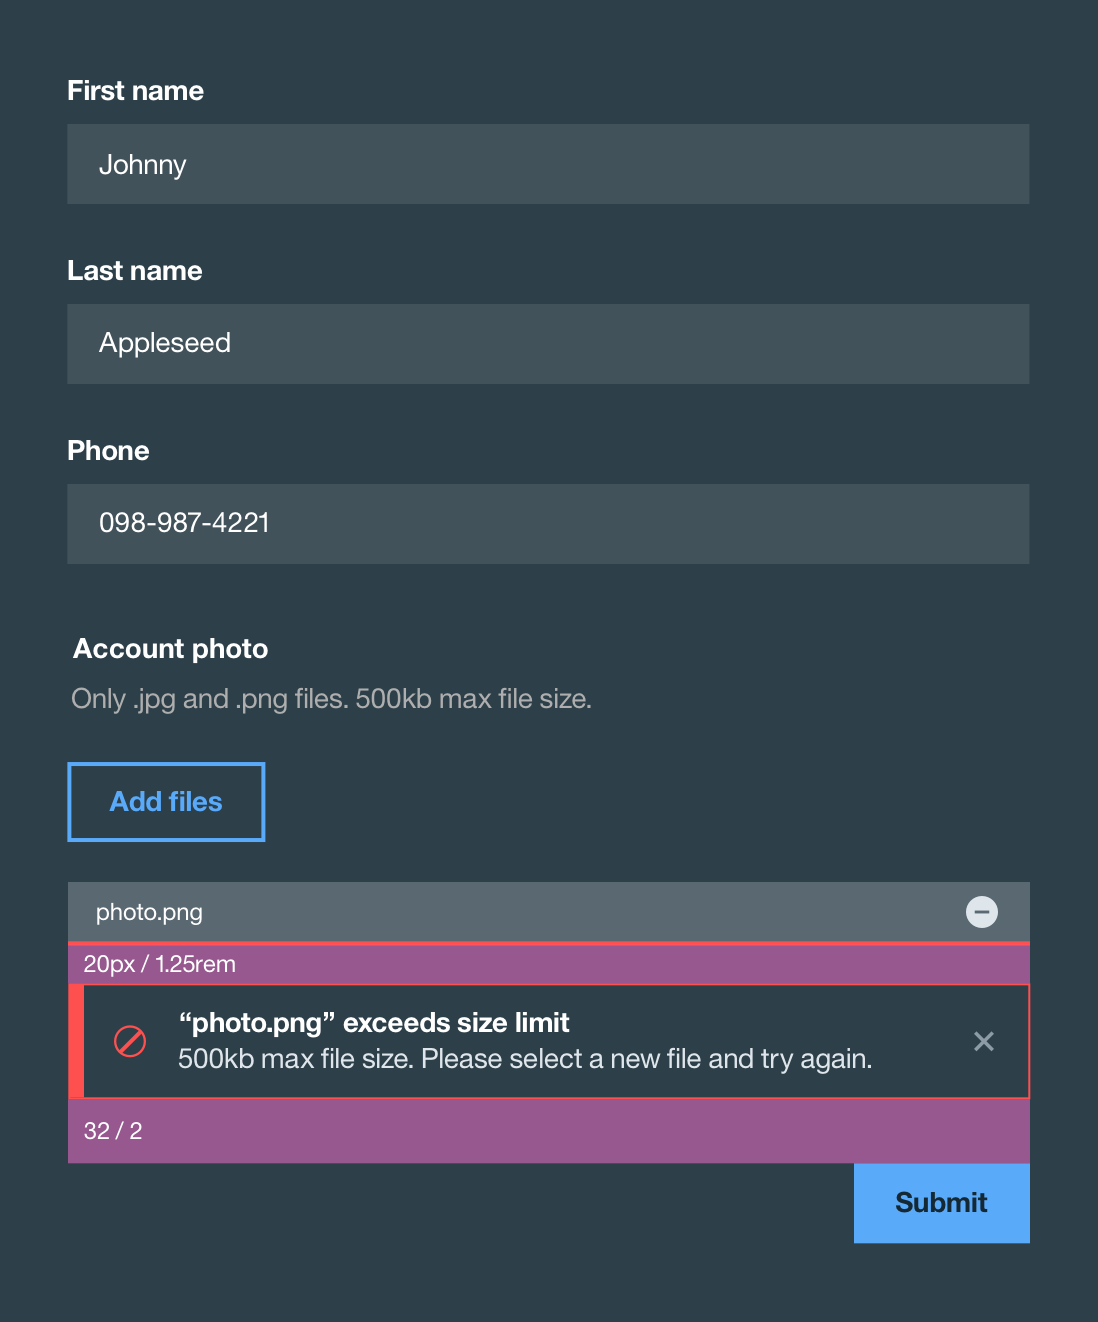 First name
Johnny
Last name
Appleseed
Phone
098-987-4221
Account photo
Only .jpg and .png files. 500kb max file size.
Add files
photo.png
20px / 1.25rem
“photo.png” exceeds size limit
500kb max file size. Please select a new file and try again.
32 / 2
Submit